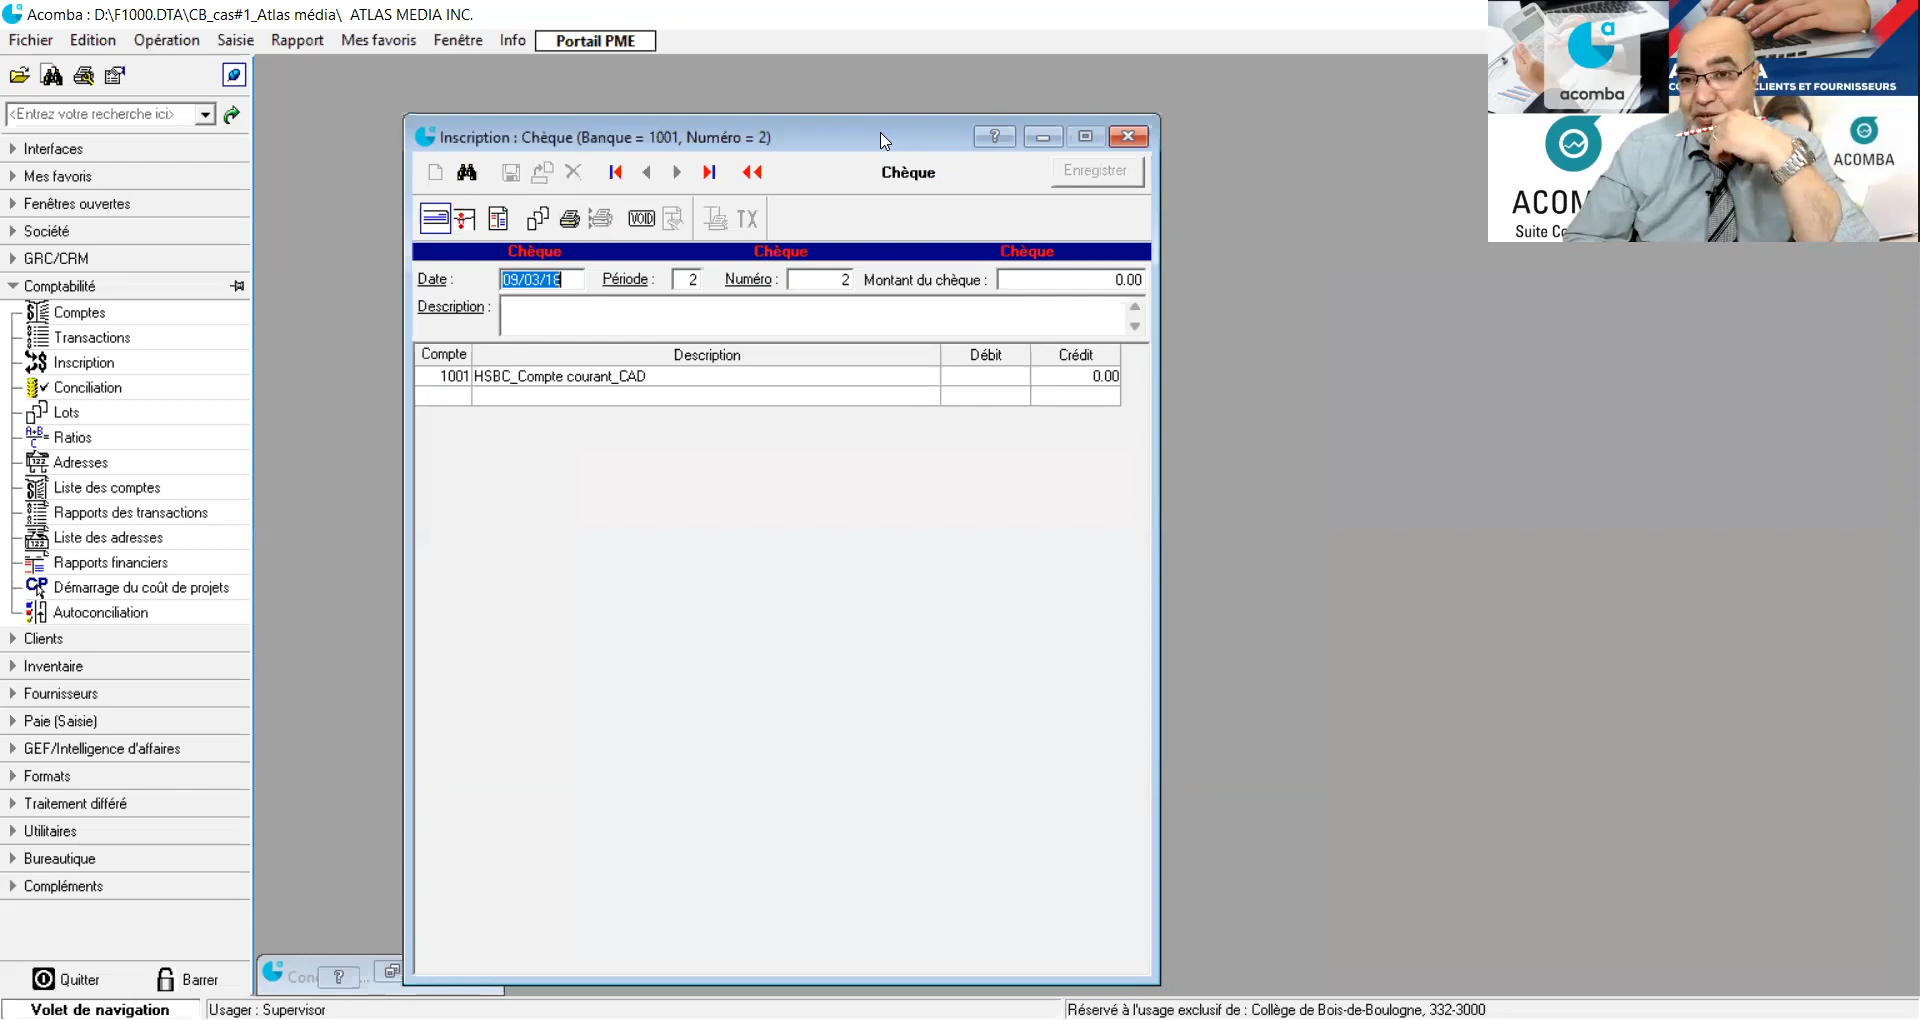 Acomba : D:\F1000.DTA\CB_cas#1_Atlas média\ ATLAS MEDIA INC.
Fichier Edition Opération Saisie Rapport Mes favoris Fenêtre Info Portail PME
<Entrez votre recherche ici>
Interfaces
Mes favoris
Fenêtres ouvertes
Société
GRC/CRM
Comptabilité
Comptes
Transactions
Inscription
Conciliation
Lots
Ratios
Adresses
Liste des comptes
Rapports des transactions
Liste des adresses
Rapports financiers
Démarrage du coût de projets
Autoconciliation
Clients
Inventaire
Fournisseurs
Paie (Saisie)
GEF/Intelligence d'affaires
Formats
Traitement différé
Utilitaires
Bureautique
Compléments
Quitter Barrer
Volet de navigation Usager : Supervisor Réservé à l'usage exclusif de : Collège de Bois-de-Boulogne, 332-3000
Inscription : Chèque (Banque = 1001, Numéro = 2)
Chèque Enregistrer
VOID TX
Chèque Chèque Chèque
Date : 09/03/18 Période : 2 Numéro : 2 Montant du chèque : 0.00
Description :
Compte Description Débit Crédit
1001 HSBC_Compte courant_CAD 0.00
acomba
CLIENTS ET FOURNISSEURS
ACOMBA
Suite